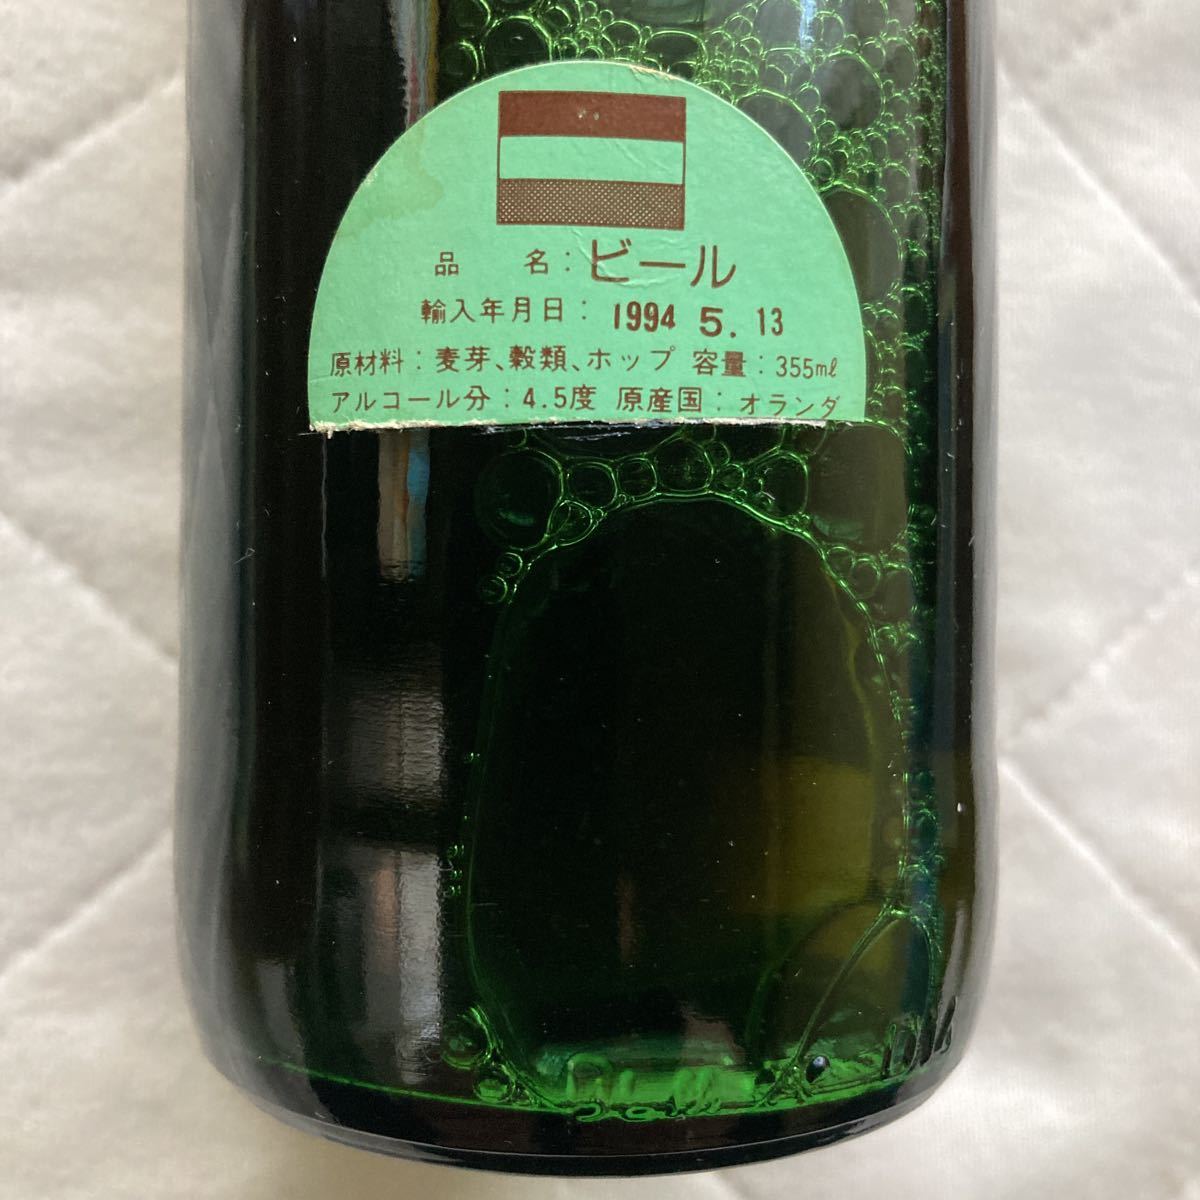 品　　名：ビール
輸入年月日：1994 5. 13
原材料：麦芽、穀類、ホップ 容量：355mℓ
アルコール分：4.5度 原産国：オランダ